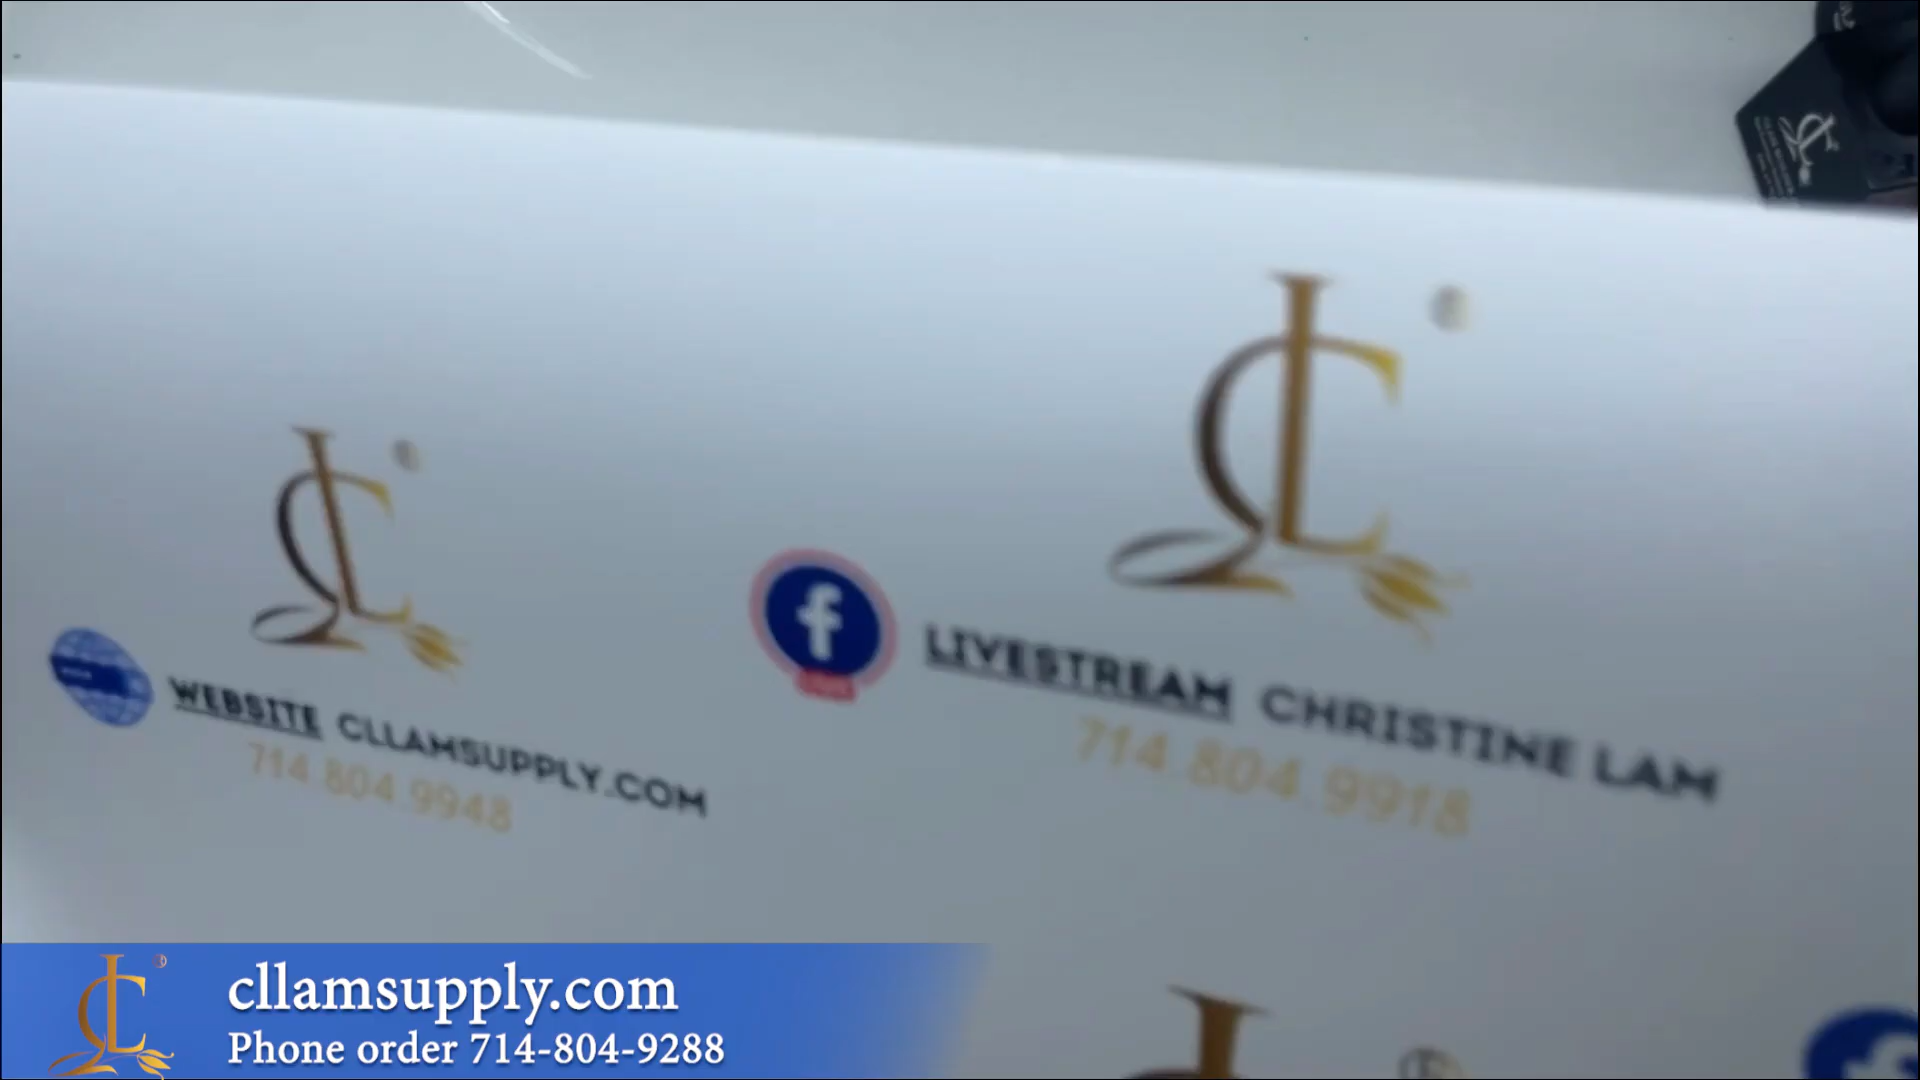 WEBSITE CLLAMSUPPLY.COM
714.804.9948
LIVESTREAM CHRISTINE LAM
714.804.9918
cllamsupply.com
Phone order 714-804-9288